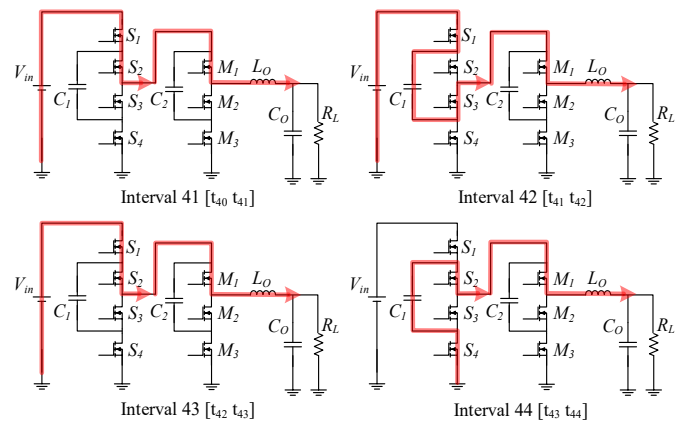 S1
S2
S3
S4
Vin
C1
C2
M1
M2
M3
LO
CO
RL
Interval 41 [t40 t41]
S1
S2
S3
S4
Vin
C1
C2
M1
M2
M3
LO
CO
RL
Interval 42 [t41 t42]
S1
S2
S3
S4
Vin
C1
C2
M1
M2
M3
LO
CO
RL
Interval 43 [t42 t43]
S1
S2
S3
S4
Vin
C1
C2
M1
M2
M3
LO
CO
RL
Interval 44 [t43 t44]